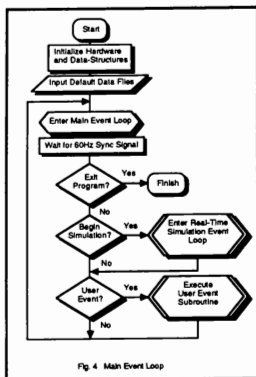 Start
Initialize Hardware
and Data-Structures
Input Default Data Files
Enter Main Event Loop
Wait for 60Hz Sync Signal
Exit
Program?
Yes
Finish
No
Begin
Simulation?
Yes
Enter Real-Time
Simulation Event
Loop
No
User
Event?
Yes
Execute
User Event
Subroutine
No
Fig. 4 Main Event Loop